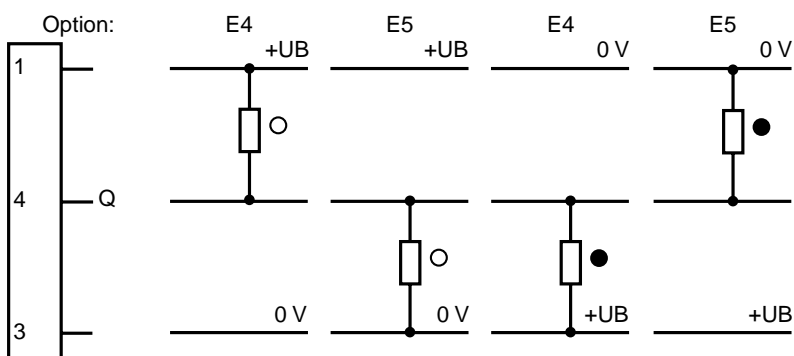 Option: E4 E5 E4 E5
+UB +UB 0 V 0 V
1
4 Q
0 V 0 V +UB +UB
3